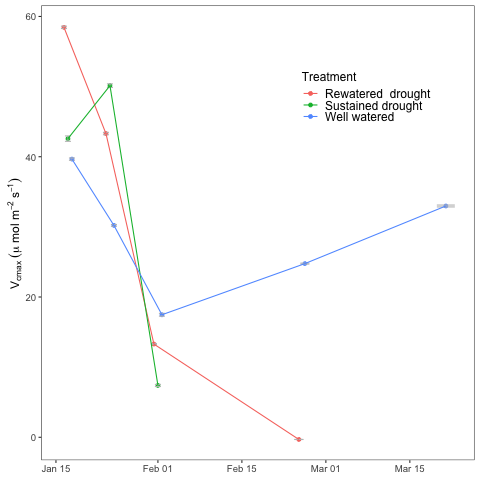 60
40
20
0
V_cmax (μ mol m⁻² s⁻¹)
Treatment
Rewatered  drought
Sustained drought
Well watered
Jan 15
Feb 01
Feb 15
Mar 01
Mar 15